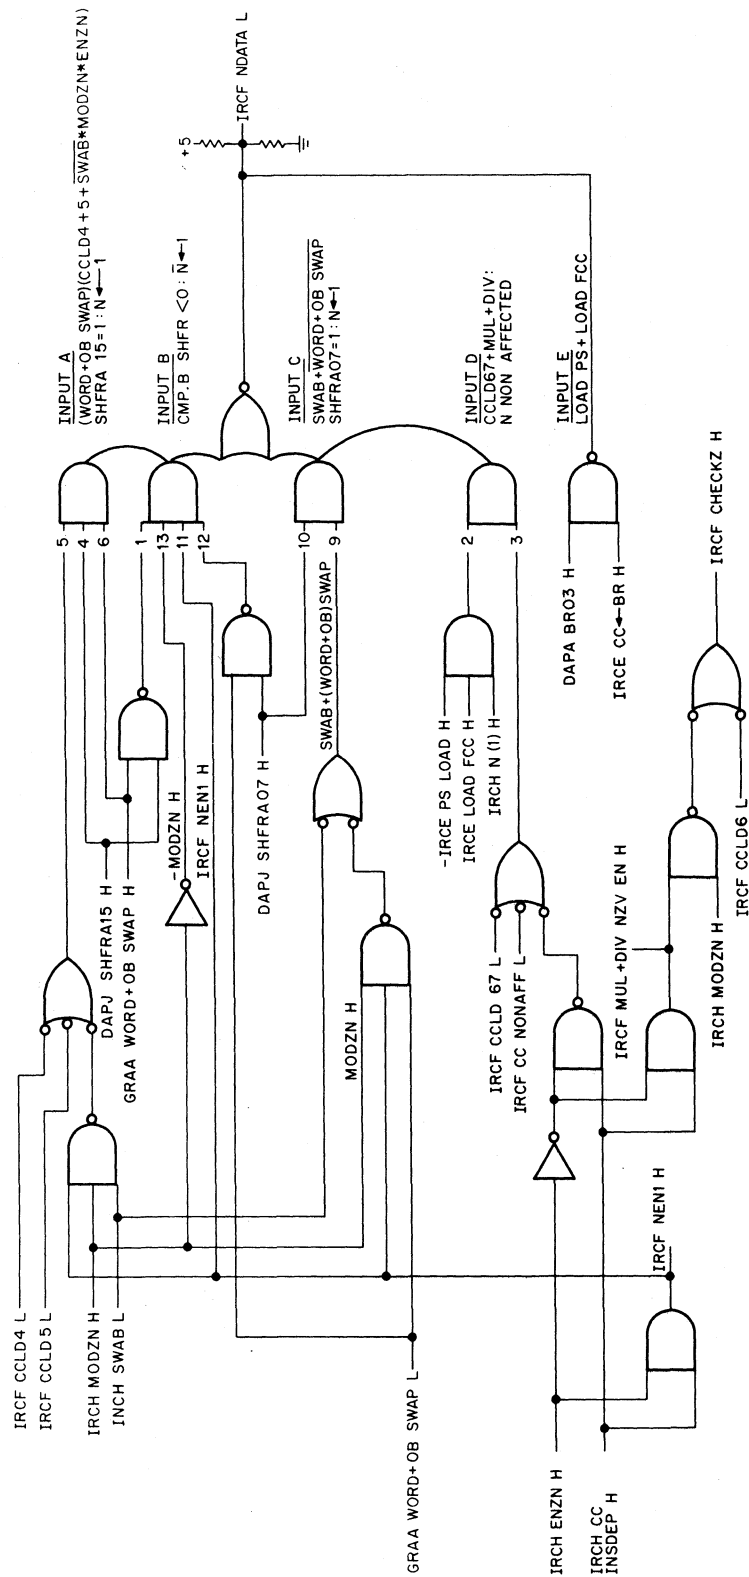 IRCF CCLD4 L
IRCF CCLD5 L
IRCH MODZN H
INCH SWAB L
GRAA WORD+OB SWAP L
IRCH ENZN H
IRCH CC
INSDEP H
IRCF NEN1 H
DAPJ SHFRA15 H
GRAA WORD+OB SWAP H
-MODZN H
IRCF NEN1 H
DAPJ SHFRA07 H
MODZN H
SWAB+(WORD+OB)SWAP
-IRCE PS LOAD H
IRCE LOAD FCC H
IRCH N (1) H
IRCF CCLD 67 L
IRCF CC NONAFF L
IRCF MUL+DIV NZV EN H
IRCH MODZN H
IRCF CCLD6 L
IRCF CHECKZ H
DAPA BR03 H
IRCE CC←BR H
5
4
6
1
13
11
12
10
9
2
3
INPUT A
(WORD+OB SWAP)(CCLD4+5+SWAB*MODZN*ENZN)
SHFRA 15=1:N←1
INPUT B
CMP.B SHFR <0: N̅←1
INPUT C
SWAB+WORD+OB SWAP
SHFRA07=1:N←1
INPUT D
CCLD67+MUL+DIV:
N NON AFFECTED
INPUT E
LOAD PS+LOAD FCC
+5
IRCF NDATA L
11-1096